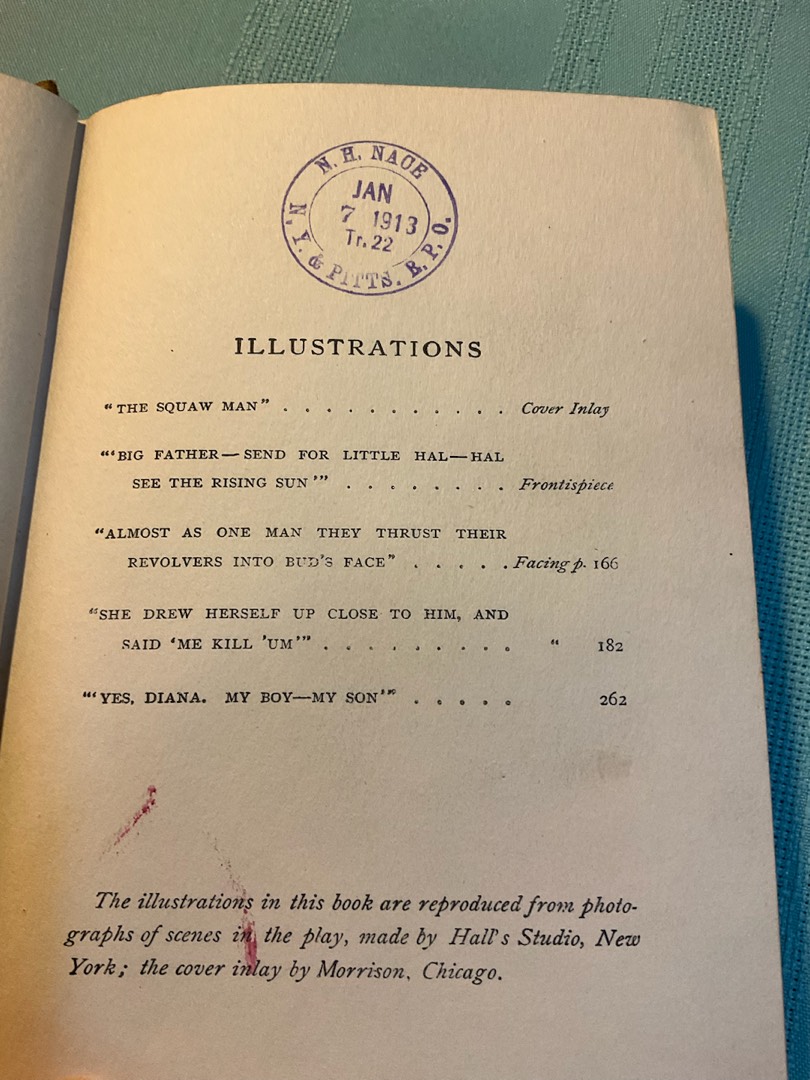 N. H. NACE
JAN
7 1913
Tr. 22
N. Y. & PITTS. R. P. O.
ILLUSTRATIONS
"THE SQUAW MAN" . . . . . . . . . . . Cover Inlay
"'BIG FATHER—SEND FOR LITTLE HAL—HAL
SEE THE RISING SUN'" . . . . . . . . Frontispiece
"ALMOST AS ONE MAN THEY THRUST THEIR
REVOLVERS INTO BUD'S FACE" . . . . . Facing p. 166
"SHE DREW HERSELF UP CLOSE TO HIM, AND
SAID 'ME KILL 'UM'" . . . . . . . . . " 182
"'YES, DIANA. MY BOY—MY SON'" . . . . . 262
The illustrations in this book are reproduced from photo-
graphs of scenes in the play, made by Hall's Studio, New
York; the cover inlay by Morrison, Chicago.